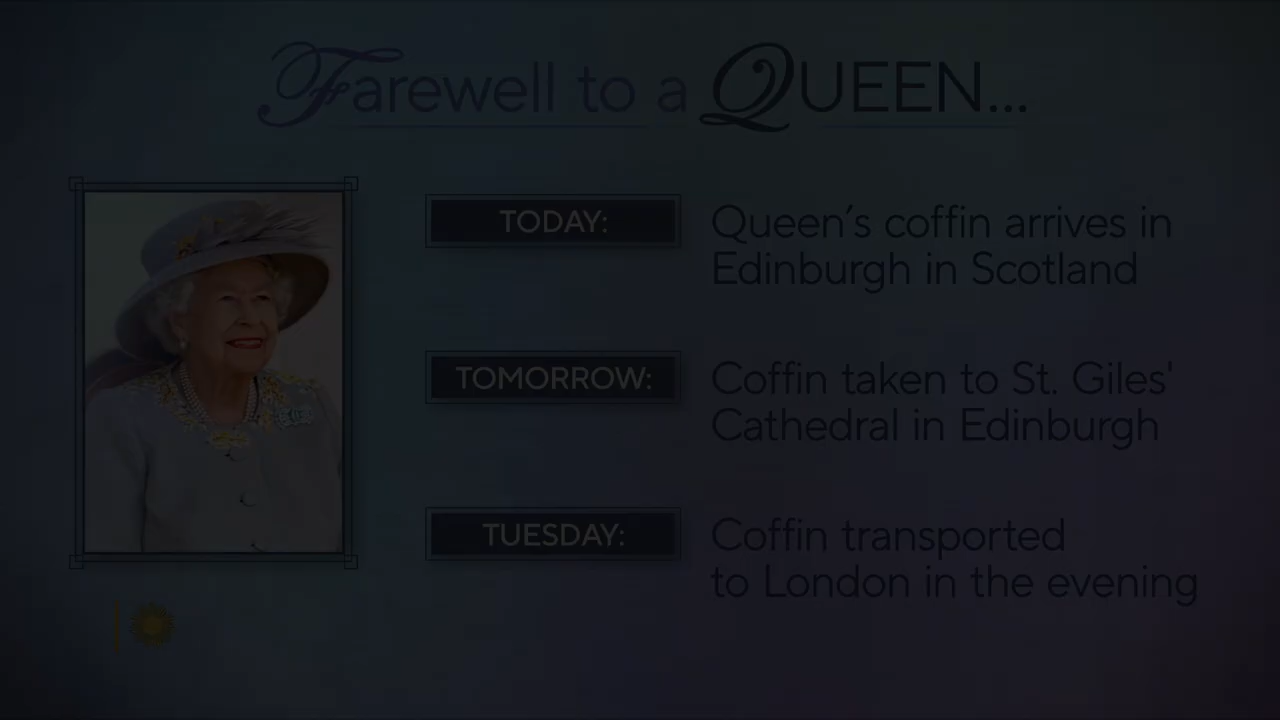 Farewell to a QUEEN...
TODAY:
Queen’s coffin arrives in
Edinburgh in Scotland
TOMORROW:
Coffin taken to St. Giles'
Cathedral in Edinburgh
TUESDAY:
Coffin transported
to London in the evening